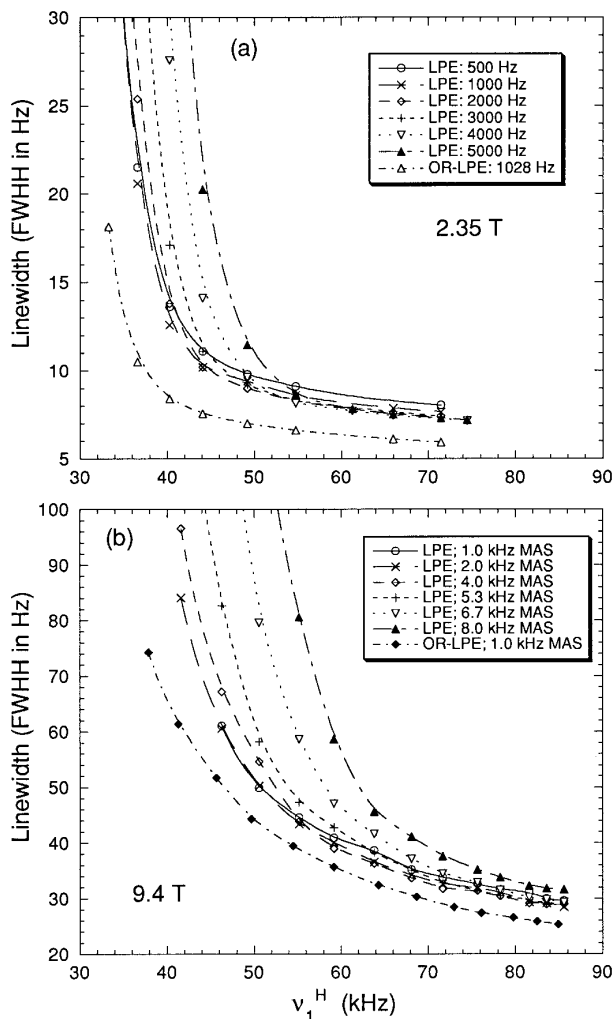 (a)
LPE: 500 Hz
LPE: 1000 Hz
LPE: 2000 Hz
LPE: 3000 Hz
LPE: 4000 Hz
LPE: 5000 Hz
OR-LPE: 1028 Hz
2.35 T
Linewidth (FWHH in Hz)
30
25
20
15
10
5
30 40 50 60 70 80 90
(b)
LPE; 1.0 kHz MAS
LPE; 2.0 kHz MAS
LPE; 4.0 kHz MAS
LPE; 5.3 kHz MAS
LPE; 6.7 kHz MAS
LPE; 8.0 kHz MAS
OR-LPE; 1.0 kHz MAS
9.4 T
Linewidth (FWHH in Hz)
100
90
80
70
60
50
40
30
20
30 40 50 60 70 80 90
ν₁ᴴ (kHz)